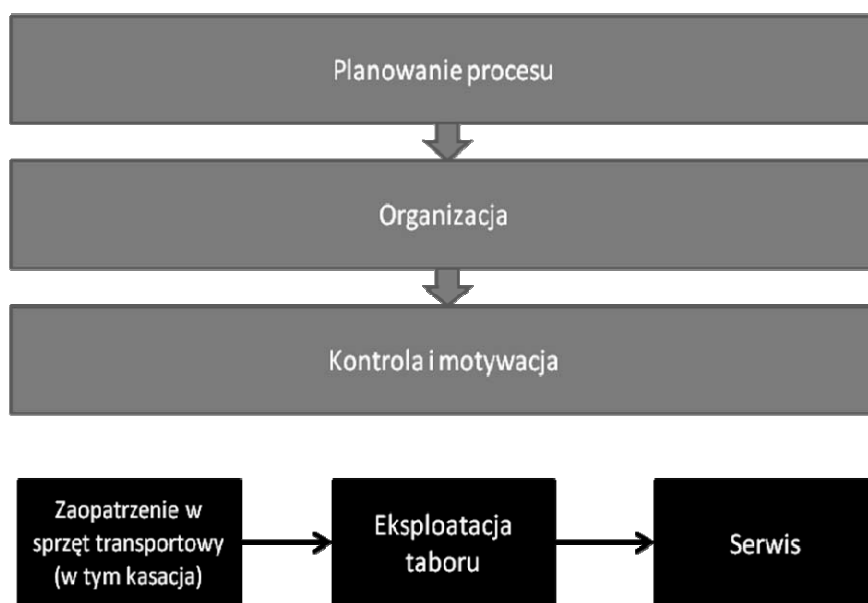 Planowanie procesu
Organizacja
Kontrola i motywacja
Zaopatrzenie w
sprzęt transportowy
(w tym kasacja)
Eksploatacja
taboru
Serwis